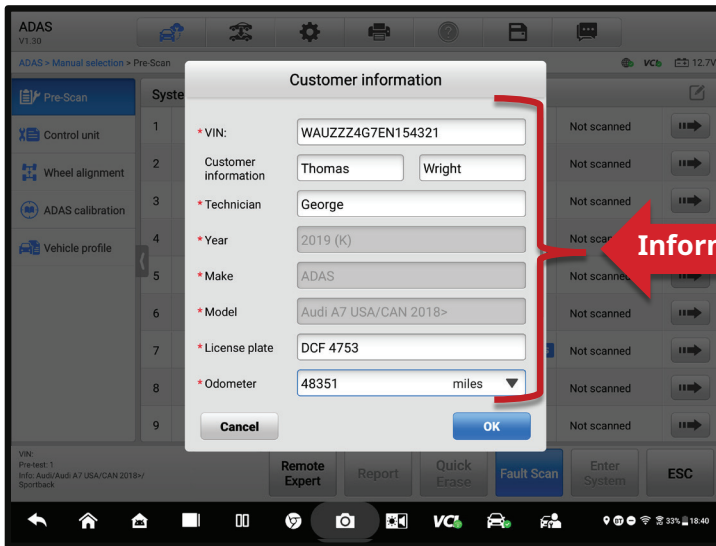 ADAS
V1.30
ADAS > Manual selection > Pre-Scan
VCI 12.7V
Pre-Scan
Control unit
Wheel alignment
ADAS calibration
Vehicle profile
Syste
1 Not scanned
2 Not scanned
3 Not scanned
4 Not scan
5 Not scanned
6 Not scanned
7 Not scanned
8 Not scanned
9 Not scanned
Customer information
*VIN: WAUZZZ4G7EN154321
Customer information Thomas Wright
*Technician George
*Year 2019 (K)
*Make ADAS
*Model Audi A7 USA/CAN 2018>
*License plate DCF 4753
*Odometer 48351 miles
Cancel OK
Inforr
VIN:
Pre-test: 1
Info: Audi/Audi A7 USA/CAN 2018>/
Sportback
Remote Expert
Report
Quick Erase
Fault Scan
Enter System
ESC
VCI
33% 18:40